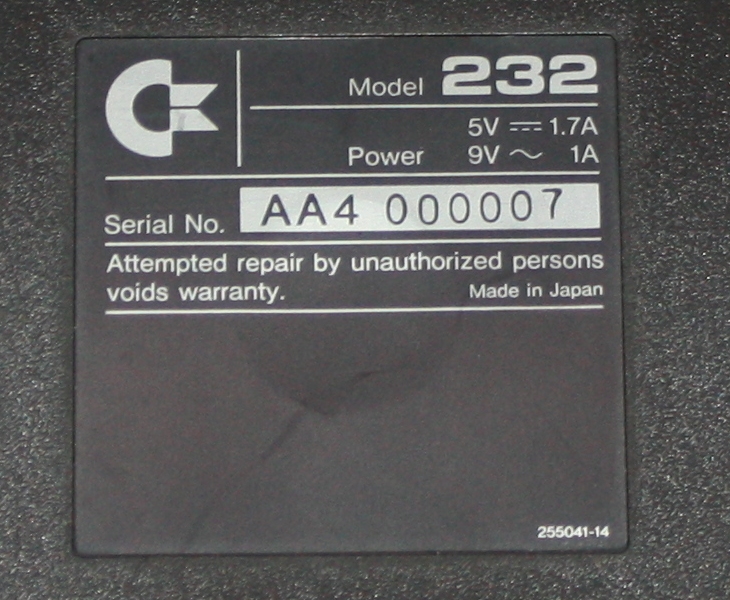 Model 232
5V ⎓ 1.7A
Power 9V ~ 1A
Serial No. AA4 000007
Attempted repair by unauthorized persons
voids warranty. Made in Japan
255041-14